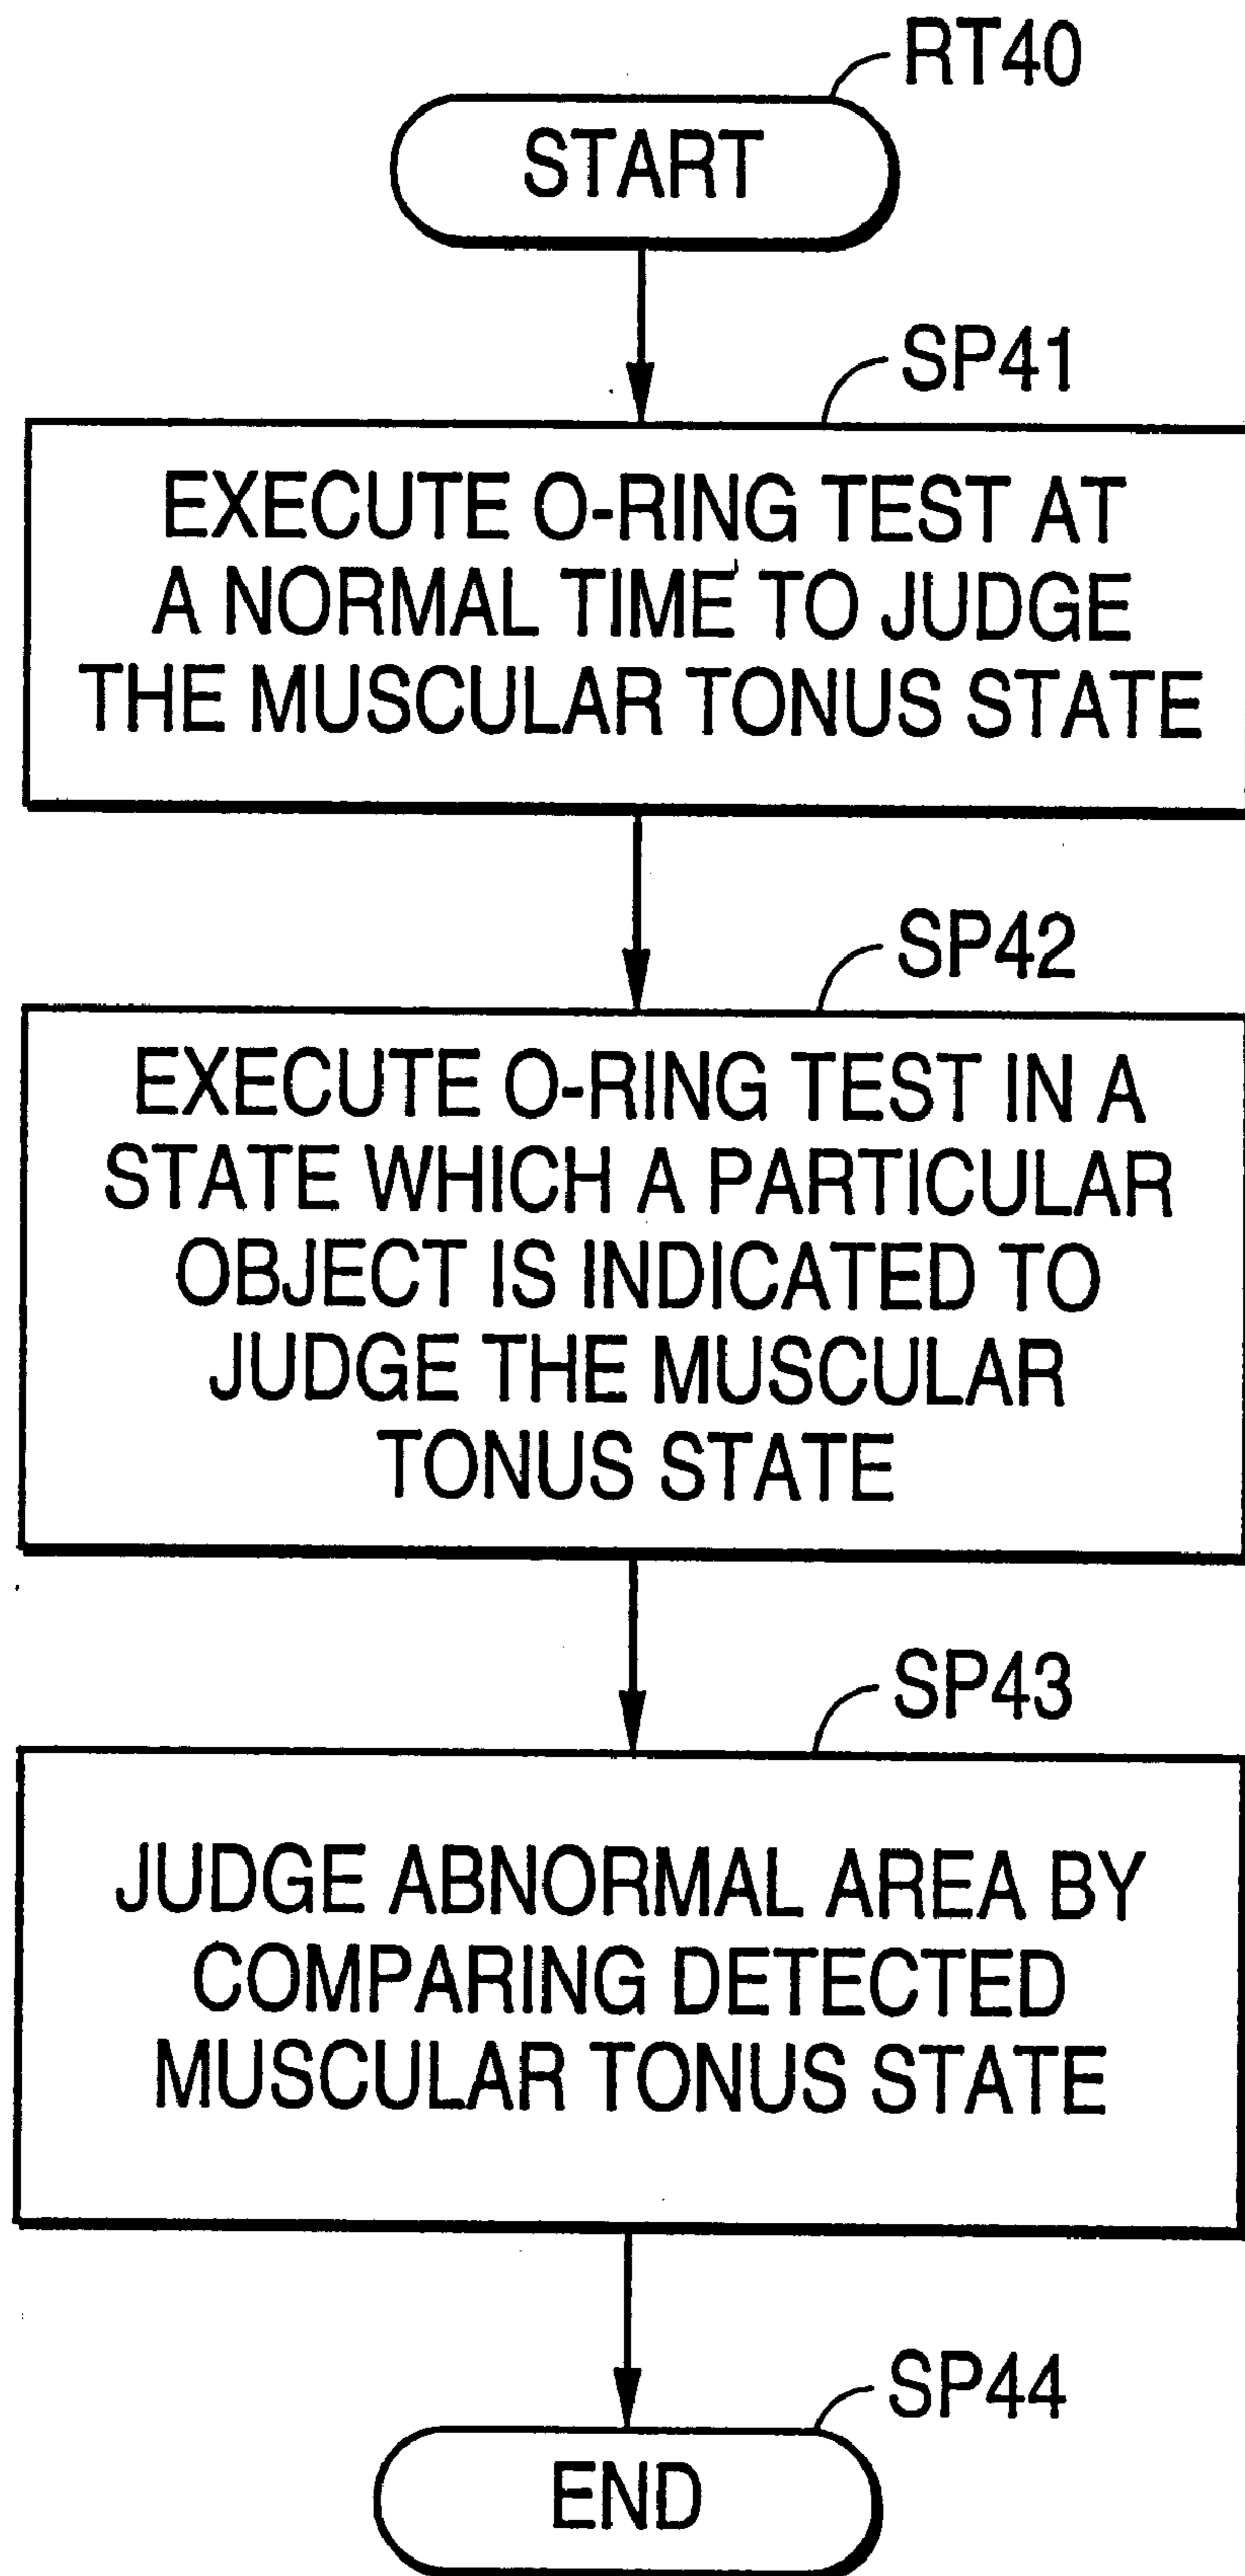 RT40
START
SP41
EXECUTE O-RING TEST AT
A NORMAL TIME TO JUDGE
THE MUSCULAR TONUS STATE
SP42
EXECUTE O-RING TEST IN A
STATE WHICH A PARTICULAR
OBJECT IS INDICATED TO
JUDGE THE MUSCULAR
TONUS STATE
SP43
JUDGE ABNORMAL AREA BY
COMPARING DETECTED
MUSCULAR TONUS STATE
SP44
END